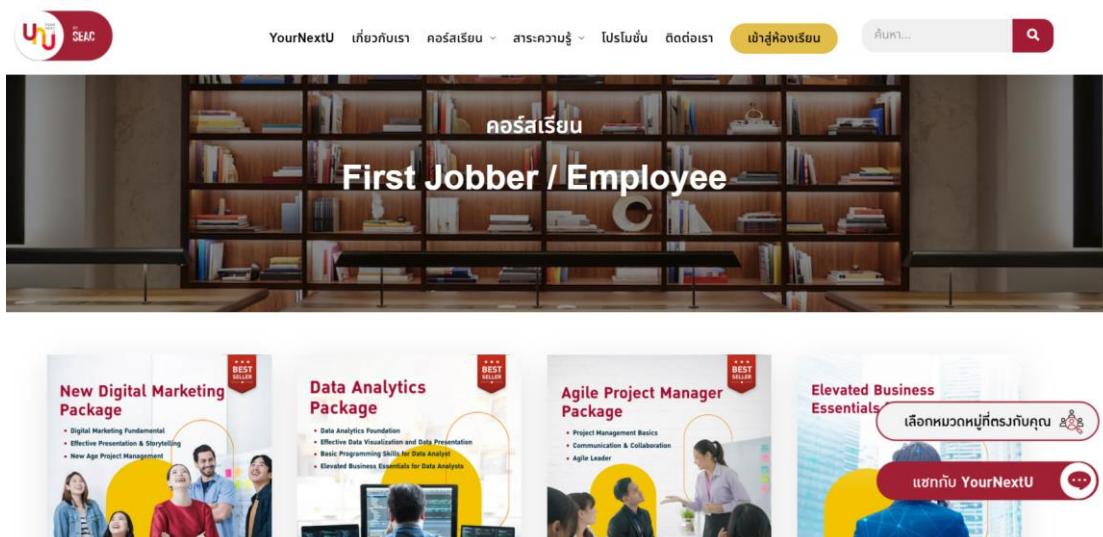 YOUR NEXT
BY
SEAC
YourNextU เกี่ยวกับเรา คอร์สเรียน สาระความรู้ โปรโมชั่น ติดต่อเรา เข้าสู่ห้องเรียน ค้นหา...
คอร์สเรียน
First Jobber / Employee
BEST
SELLER
New Digital Marketing
Package
• Digital Marketing Fundamental
• Effective Presentation & Storytelling
• New Age Project Management
BEST
SELLER
Data Analytics
Package
• Data Analytics Foundation
• Effective Data Visualization and Data Presentation
• Basic Programming Skills for Data Analyst
• Elevated Business Essentials for Data Analysts
BEST
SELLER
Agile Project Manager
Package
• Project Management Basics
• Communication & Collaboration
• Agile Leader
Elevated Business
Essentials
เลือกหมวดหมู่ที่ตรงกับคุณ
แชทกับ YourNextU